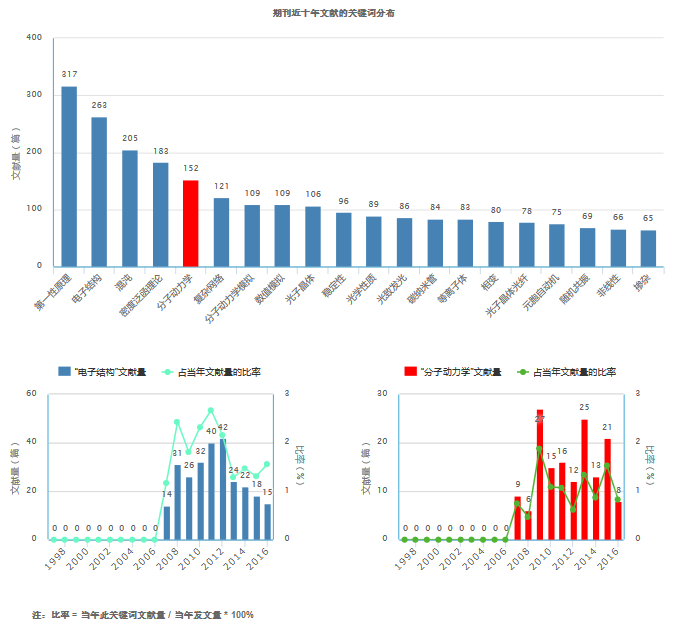 期刊近十年文献的关键词分布
400
300
200
100
0
文献量（篇）
317
263
205
183
152
121
109
109
106
96
89
86
84
83
80
78
75
69
66
65
第一性原理
电子结构
混沌
密度泛函理论
分子动力学
复杂网络
分子动力学模拟
数值模拟
光子晶体
稳定性
光学性质
光致发光
碳纳米管
等离子体
相变
光子晶体光纤
元胞自动机
随机共振
非线性
掺杂
"电子结构"文献量
占当年文献量的比率
60
40
20
0
文献量（篇）
3
2
1
0
比率（%）
0 0 0 0 0 0 0 0 0 0
14
31
26
32
40
42
24
22
18
15
1998
2000
2002
2004
2006
2008
2010
2012
2014
2016
"分子动力学"文献量
占当年文献量的比率
30
20
10
0
文献量（篇）
3
2
1
0
比率（%）
0 0 0 0 0 0 0 0 0 0
9
6
27
15
16
12
25
13
21
8
1998
2000
2002
2004
2006
2008
2010
2012
2014
2016
注：比率 = 当年此关键词文献量 / 当年发文量 * 100%